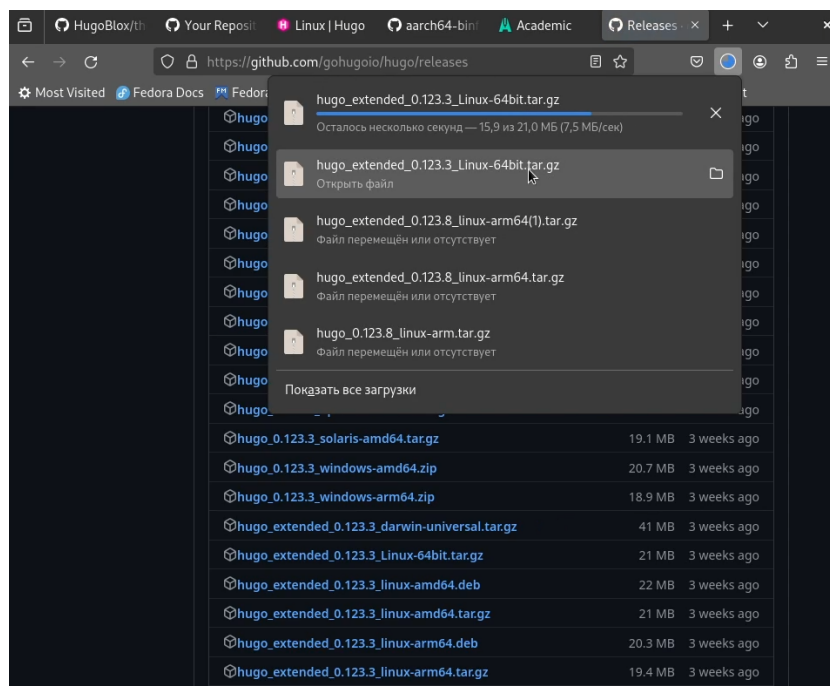 HugoBlox/th
Your Reposit
Linux | Hugo
aarch64-bin
Academic
Releases
https://github.com/gohugoio/hugo/releases
Most Visited
Fedora Docs
Fedora
hugo_extended_0.123.3_Linux-64bit.tar.gz
Осталось несколько секунд — 15,9 из 21,0 МБ (7,5 МБ/сек)
hugo_extended_0.123.3_Linux-64bit.tar.gz
Открыть файл
hugo_extended_0.123.8_linux-arm64(1).tar.gz
Файл перемещён или отсутствует
hugo_extended_0.123.8_linux-arm64.tar.gz
Файл перемещён или отсутствует
hugo_0.123.8_linux-arm.tar.gz
Файл перемещён или отсутствует
Показать все загрузки
hugo_0.123.3_solaris-amd64.tar.gz 19.1 MB 3 weeks ago
hugo_0.123.3_windows-amd64.zip 20.7 MB 3 weeks ago
hugo_0.123.3_windows-arm64.zip 18.9 MB 3 weeks ago
hugo_extended_0.123.3_darwin-universal.tar.gz 41 MB 3 weeks ago
hugo_extended_0.123.3_Linux-64bit.tar.gz 21 MB 3 weeks ago
hugo_extended_0.123.3_linux-amd64.deb 22 MB 3 weeks ago
hugo_extended_0.123.3_linux-amd64.tar.gz 21 MB 3 weeks ago
hugo_extended_0.123.3_linux-arm64.deb 20.3 MB 3 weeks ago
hugo_extended_0.123.3_linux-arm64.tar.gz 19.4 MB 3 weeks ago